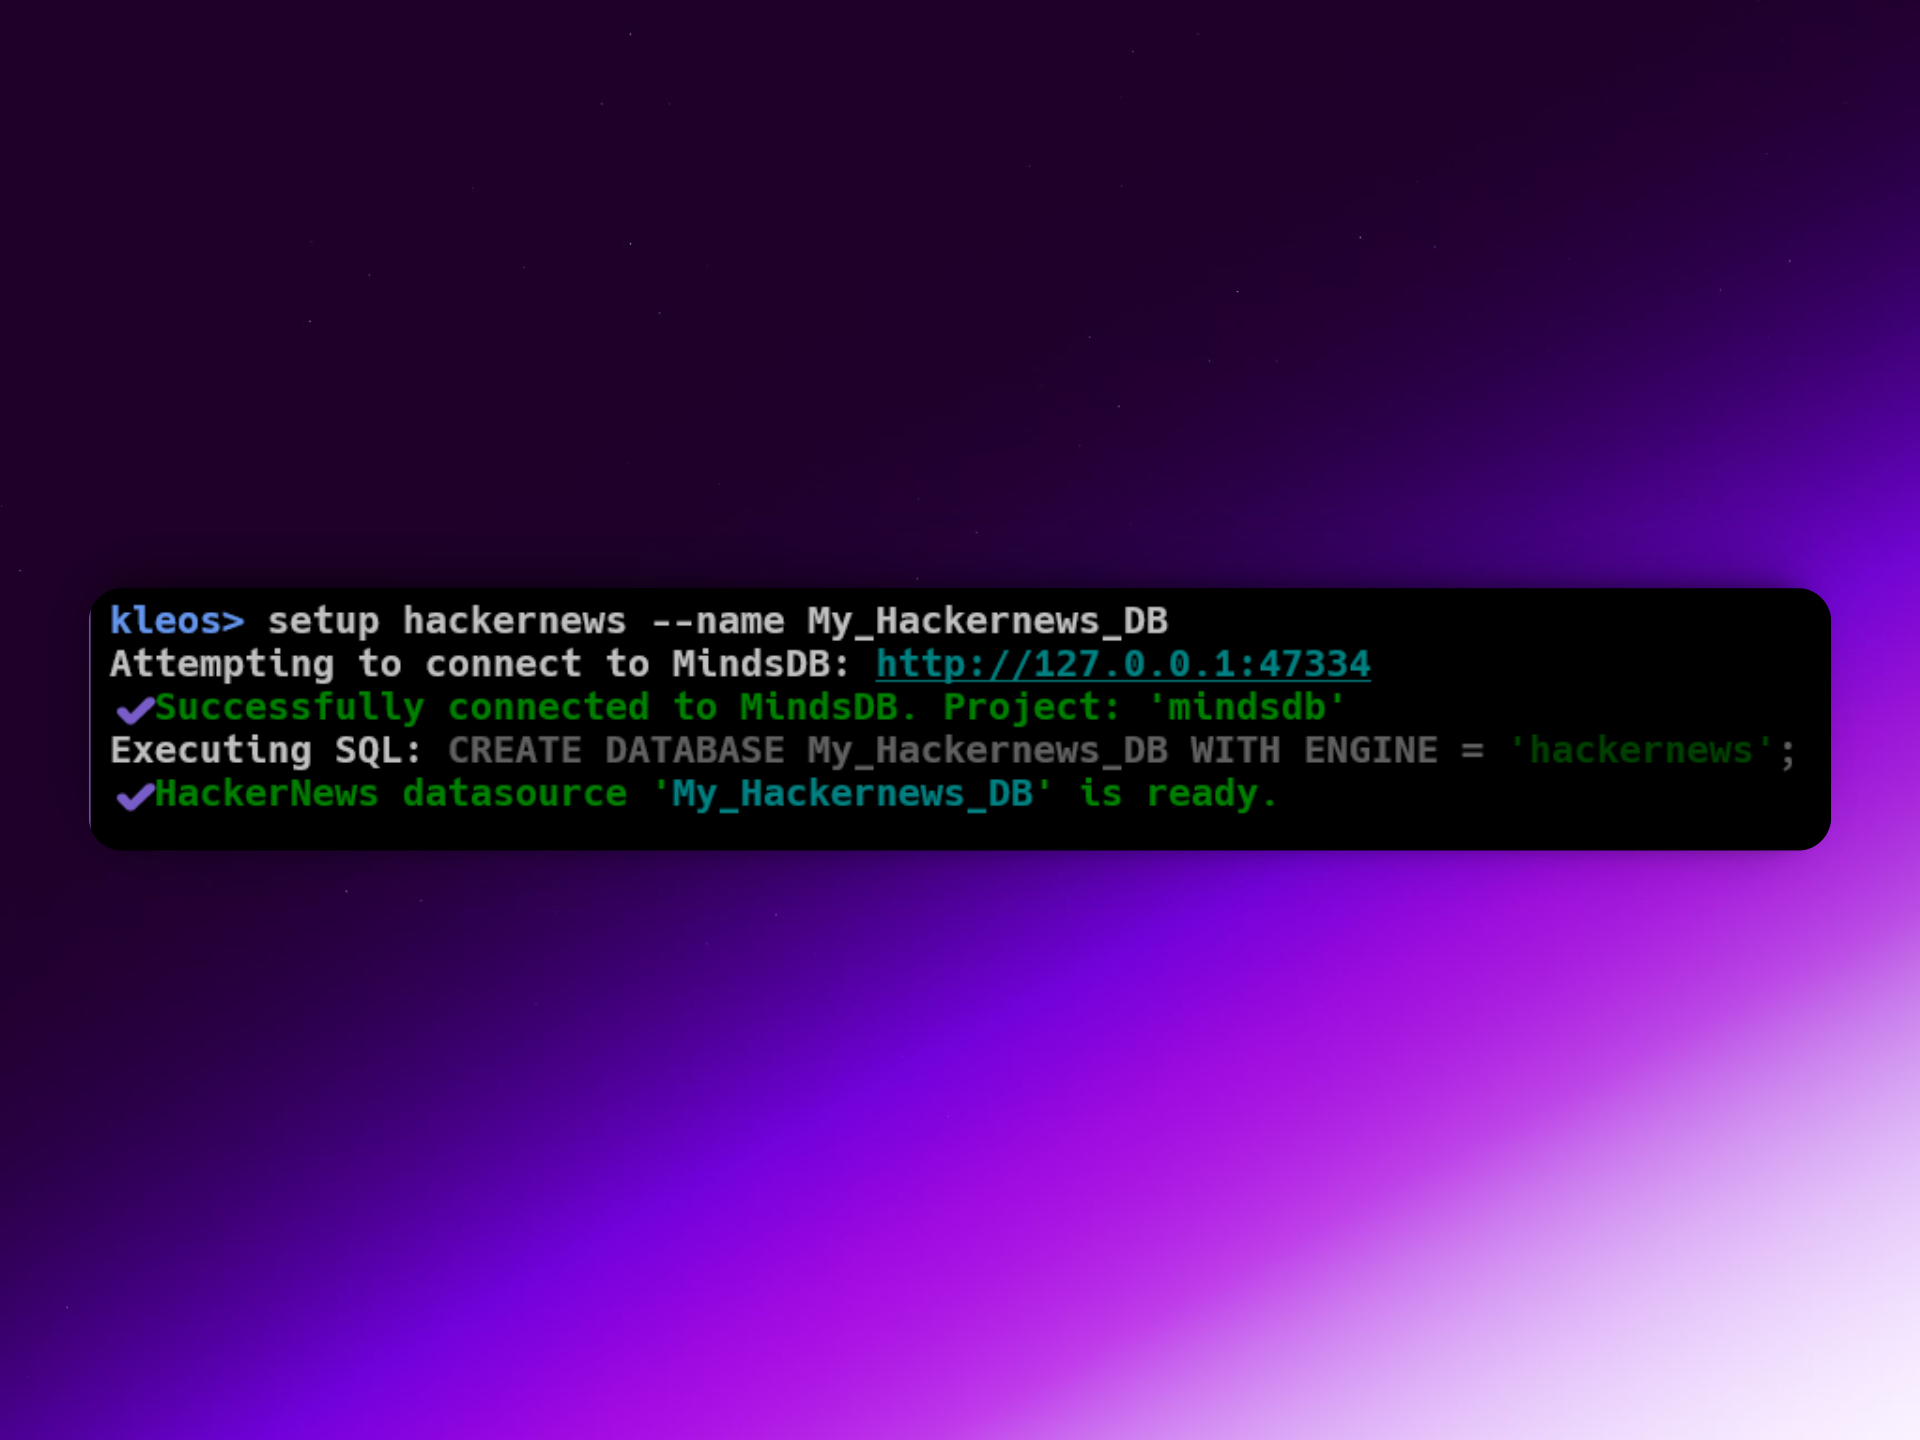 kleos> setup hackernews --name My_Hackernews_DB
Attempting to connect to MindsDB: http://127.0.0.1:47334
✔Successfully connected to MindsDB. Project: 'mindsdb'
Executing SQL: CREATE DATABASE My_Hackernews_DB WITH ENGINE = 'hackernews';
✔HackerNews datasource 'My_Hackernews_DB' is ready.